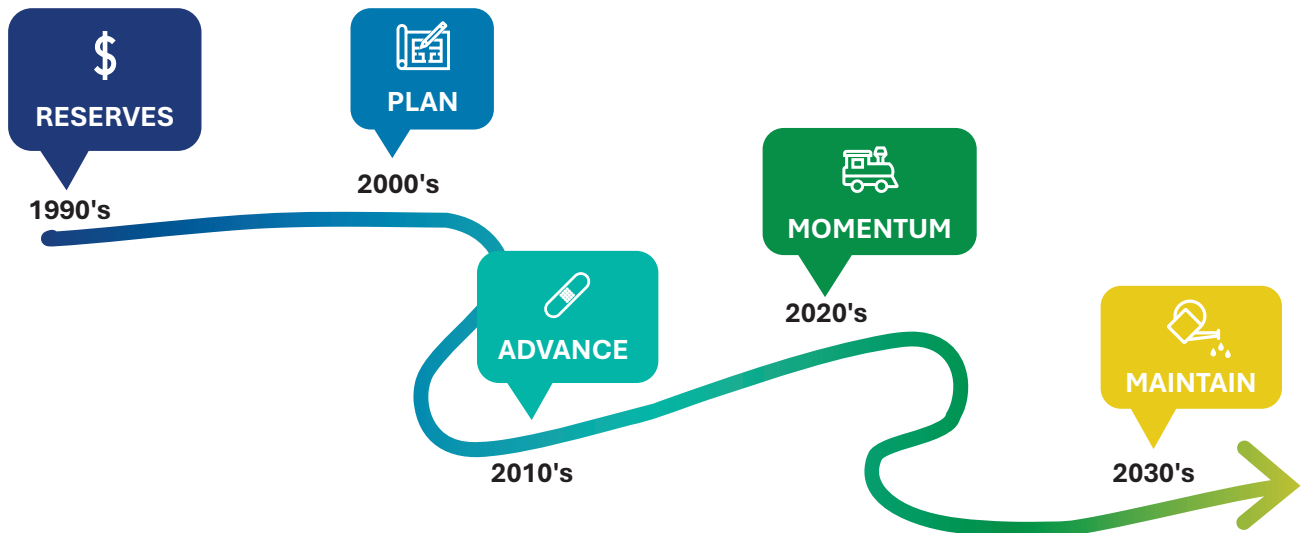 $
RESERVES
1990's
PLAN
2000's
ADVANCE
2010's
MOMENTUM
2020's
MAINTAIN
2030's